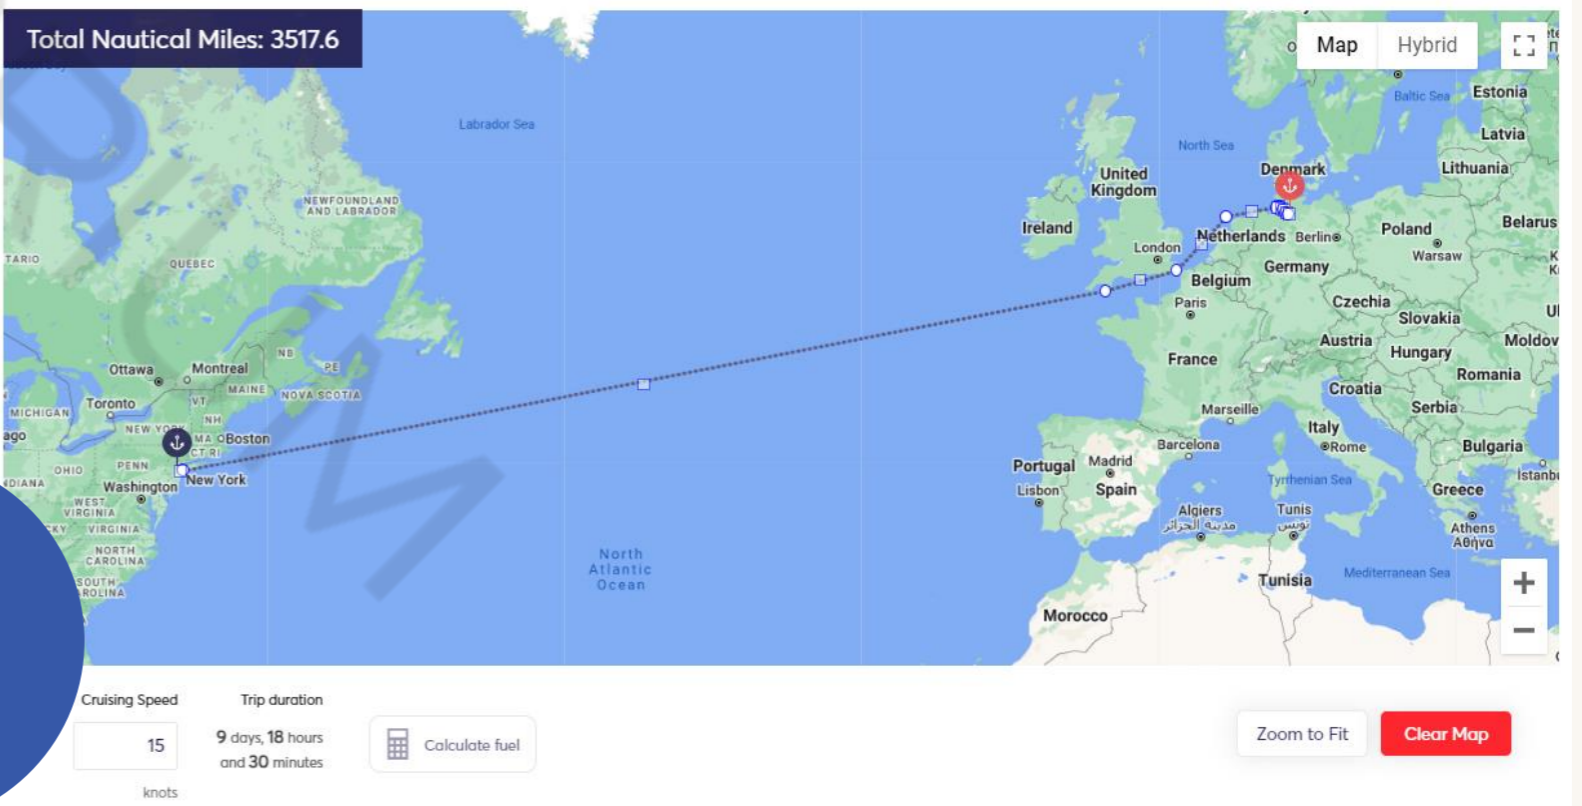 Total Nautical Miles: 3517.6
Map
Hybrid
Labrador Sea
North Sea
Baltic Sea
Estonia
Latvia
Lithuania
Denmark
United
Kingdom
Ireland
London
Netherlands
Berlin
Poland
Warsaw
Belarus
Belgium
Germany
Paris
Czechia
Slovakia
Austria
Hungary
Moldov
France
Romania
Croatia
Serbia
Marseille
Italy
Rome
Bulgaria
Barcelona
Portugal
Madrid
Lisbon
Spain
Tyrrhenian Sea
Greece
Istanbu
Algiers
مدينة الجزائر
Tunis
تونس
Athens
Αθήνα
Tunisia
Mediterranean Sea
Morocco
NEWFOUNDLAND
AND LABRADOR
TARIO
QUEBEC
NB
PE
Ottawa
Montreal
MAINE
NOVA SCOTIA
VT
Toronto
MICHIGAN
NH
NEW YORK
ago
MA
Boston
CT RI
PENN
OHIO
NDIANA
Washington
New York
WEST
VIRGINIA
CKY
VIRGINIA
NORTH
CAROLINA
SOUTH
ROLINA
North
Atlantic
Ocean
PCM
Cruising Speed
15
knots
Trip duration
9 days, 18 hours
and 30 minutes
Calculate fuel
Zoom to Fit
Clear Map